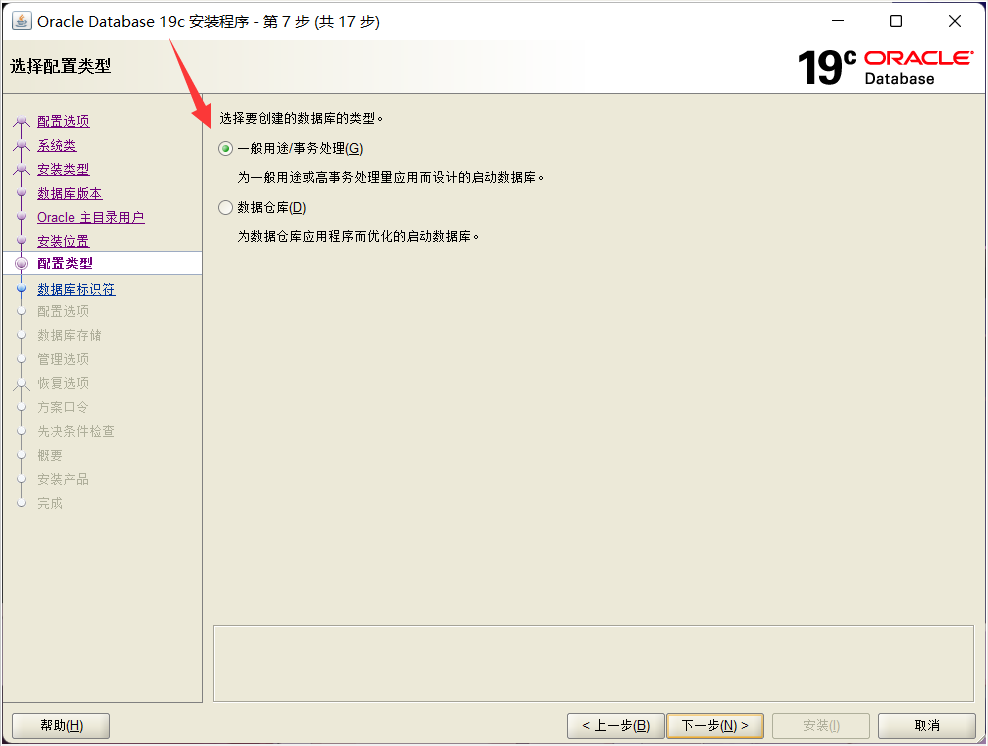 Oracle Database 19c 安装程序 - 第 7 步 (共 17 步)
选择配置类型
19c ORACLE
Database
配置选项
系统类
安装类型
数据库版本
Oracle 主目录用户
安装位置
配置类型
数据库标识符
配置选项
数据库存储
管理选项
恢复选项
方案口令
先决条件检查
概要
安装产品
完成
选择要创建的数据库的类型。
一般用途/事务处理(G)
为一般用途或高事务处理量应用而设计的启动数据库。
数据仓库(D)
为数据仓库应用程序而优化的启动数据库。
帮助(H)
< 上一步(B)
下一步(N) >
安装(I)
取消